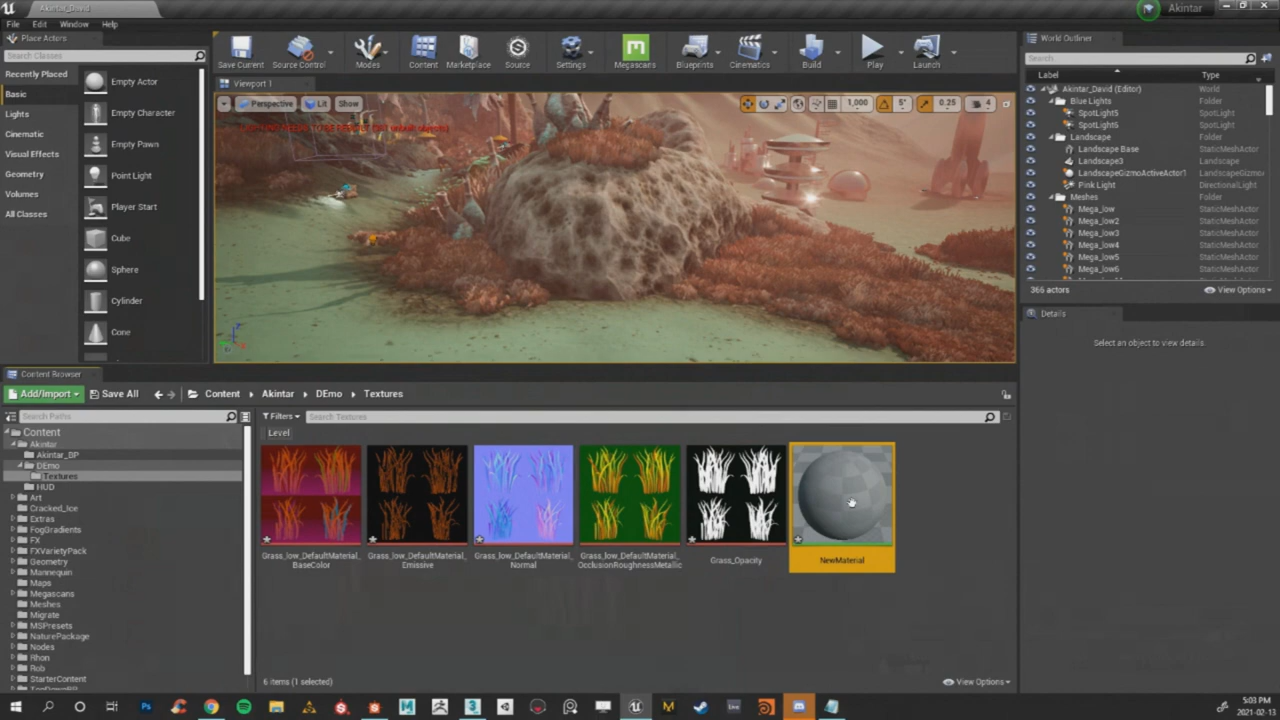 Akintar_David
Akintar
File Edit Window Help
Place Actors
Search Classes
Recently Placed
Basic
Lights
Cinematic
Visual Effects
Geometry
Volumes
All Classes
Empty Actor
Empty Character
Empty Pawn
Point Light
Player Start
Cube
Sphere
Cylinder
Cone
Save Current
Source Control
Modes
Content
Marketplace
Source
Settings
Megascans
Blueprints
Cinematics
Build
Play
Launch
Viewport 1
Perspective Lit Show
1,000 5° 0.25 4
World Outliner
Search
Label Type
Akintar_David (Editor) World
Blue Lights Folder
SpotLight5 SpotLight
SpotLight6 SpotLight
Landscape Folder
Landscape Base StaticMeshActor
Landscape3 Landscape
LandscapeGizmoActiveActor1 LandscapeGizmo
Pink Light DirectionalLight
Meshes Folder
Mega_low StaticMeshActor
Mega_low2 StaticMeshActor
Mega_low3 StaticMeshActor
Mega_low4 StaticMeshActor
Mega_low5 StaticMeshActor
Mega_low6 StaticMeshActor
366 actors View Options
Details
Select an object to view details.
Content Browser
Add/Import Save All Content Akintar DEmo Textures
Search Paths
Filters Search Textures
Level
Content
Akintar
Akintar_BP
DEmo
Textures
HUD
Art
Cracked_Ice
Extras
FogGradients
FX
FXVarietyPack
Geometry
Mannequin
Maps
Megascans
Meshes
Migrate
MSPresets
NaturePackage
Nodes
Rhon
Rob
StarterContent
Grass_low_DefaultMaterial_
BaseColor
Grass_low_DefaultMaterial_
Emissive
Grass_low_DefaultMaterial_
Normal
Grass_low_DefaultMaterial_
OcclusionRoughnessMetallic
Grass_Opacity
NewMaterial
6 items (1 selected) View Options
5:03 PM
2021-02-13